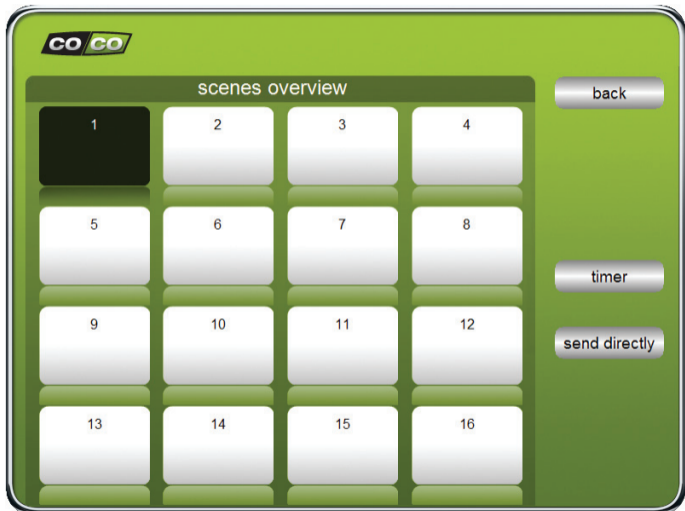 CO CO
scenes overview
back
1 2 3 4
5 6 7 8
timer
9 10 11 12
send directly
13 14 15 16